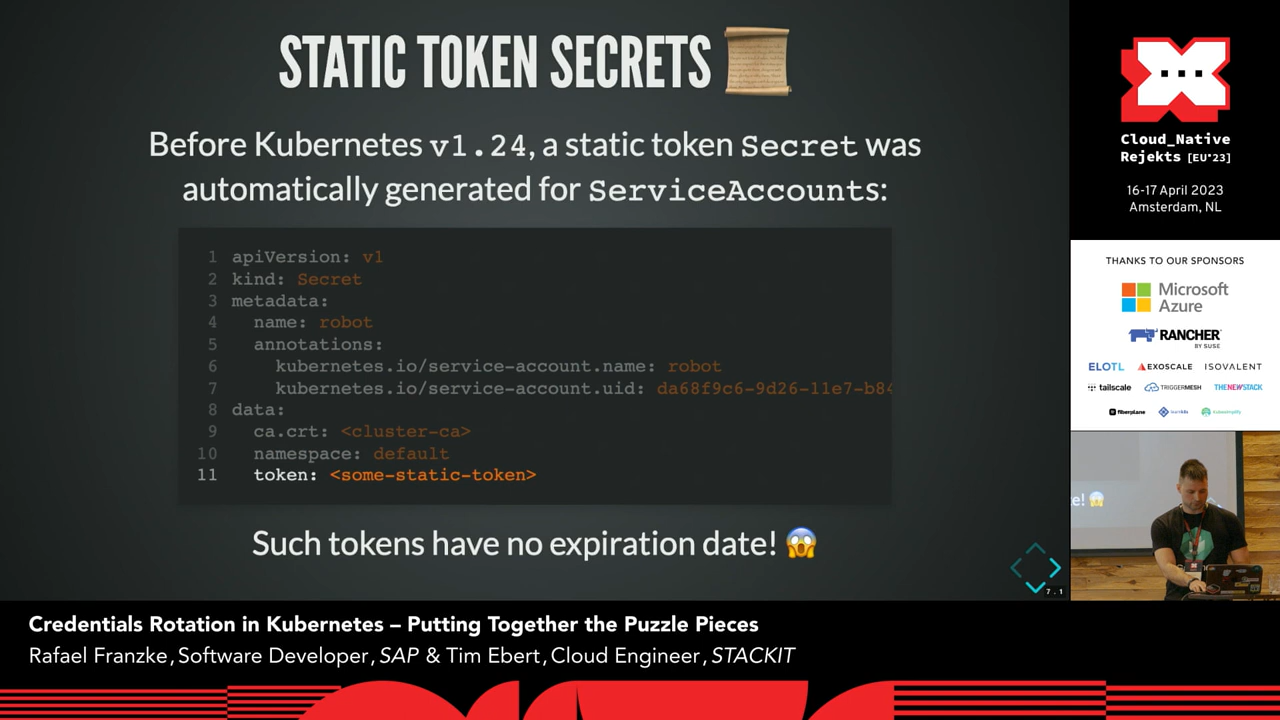 STATIC TOKEN SECRETS
Before Kubernetes v1.24, a static token Secret was
automatically generated for ServiceAccounts:
1 apiVersion: v1
2 kind: Secret
3 metadata:
4 name: robot
5 annotations:
6 kubernetes.io/service-account.name: robot
7 kubernetes.io/service-account.uid: da68f9c6-9d26-11e7-b84
8 data:
9 ca.crt: <cluster-ca>
10 namespace: default
11 token: <some-static-token>
Such tokens have no expiration date!
7.1
Cloud_Native
Rejekts [EU'23]
16-17 April 2023
Amsterdam, NL
THANKS TO OUR SPONSORS
Microsoft
Azure
RANCHER
BY SUSE
ELOTL EXOSCALE ISOVALENT
tailscale TRIGGERMESH THENEWSTACK
fiberplane
e!
Credentials Rotation in Kubernetes – Putting Together the Puzzle Pieces
Rafael Franzke, Software Developer, SAP & Tim Ebert, Cloud Engineer, STACKIT